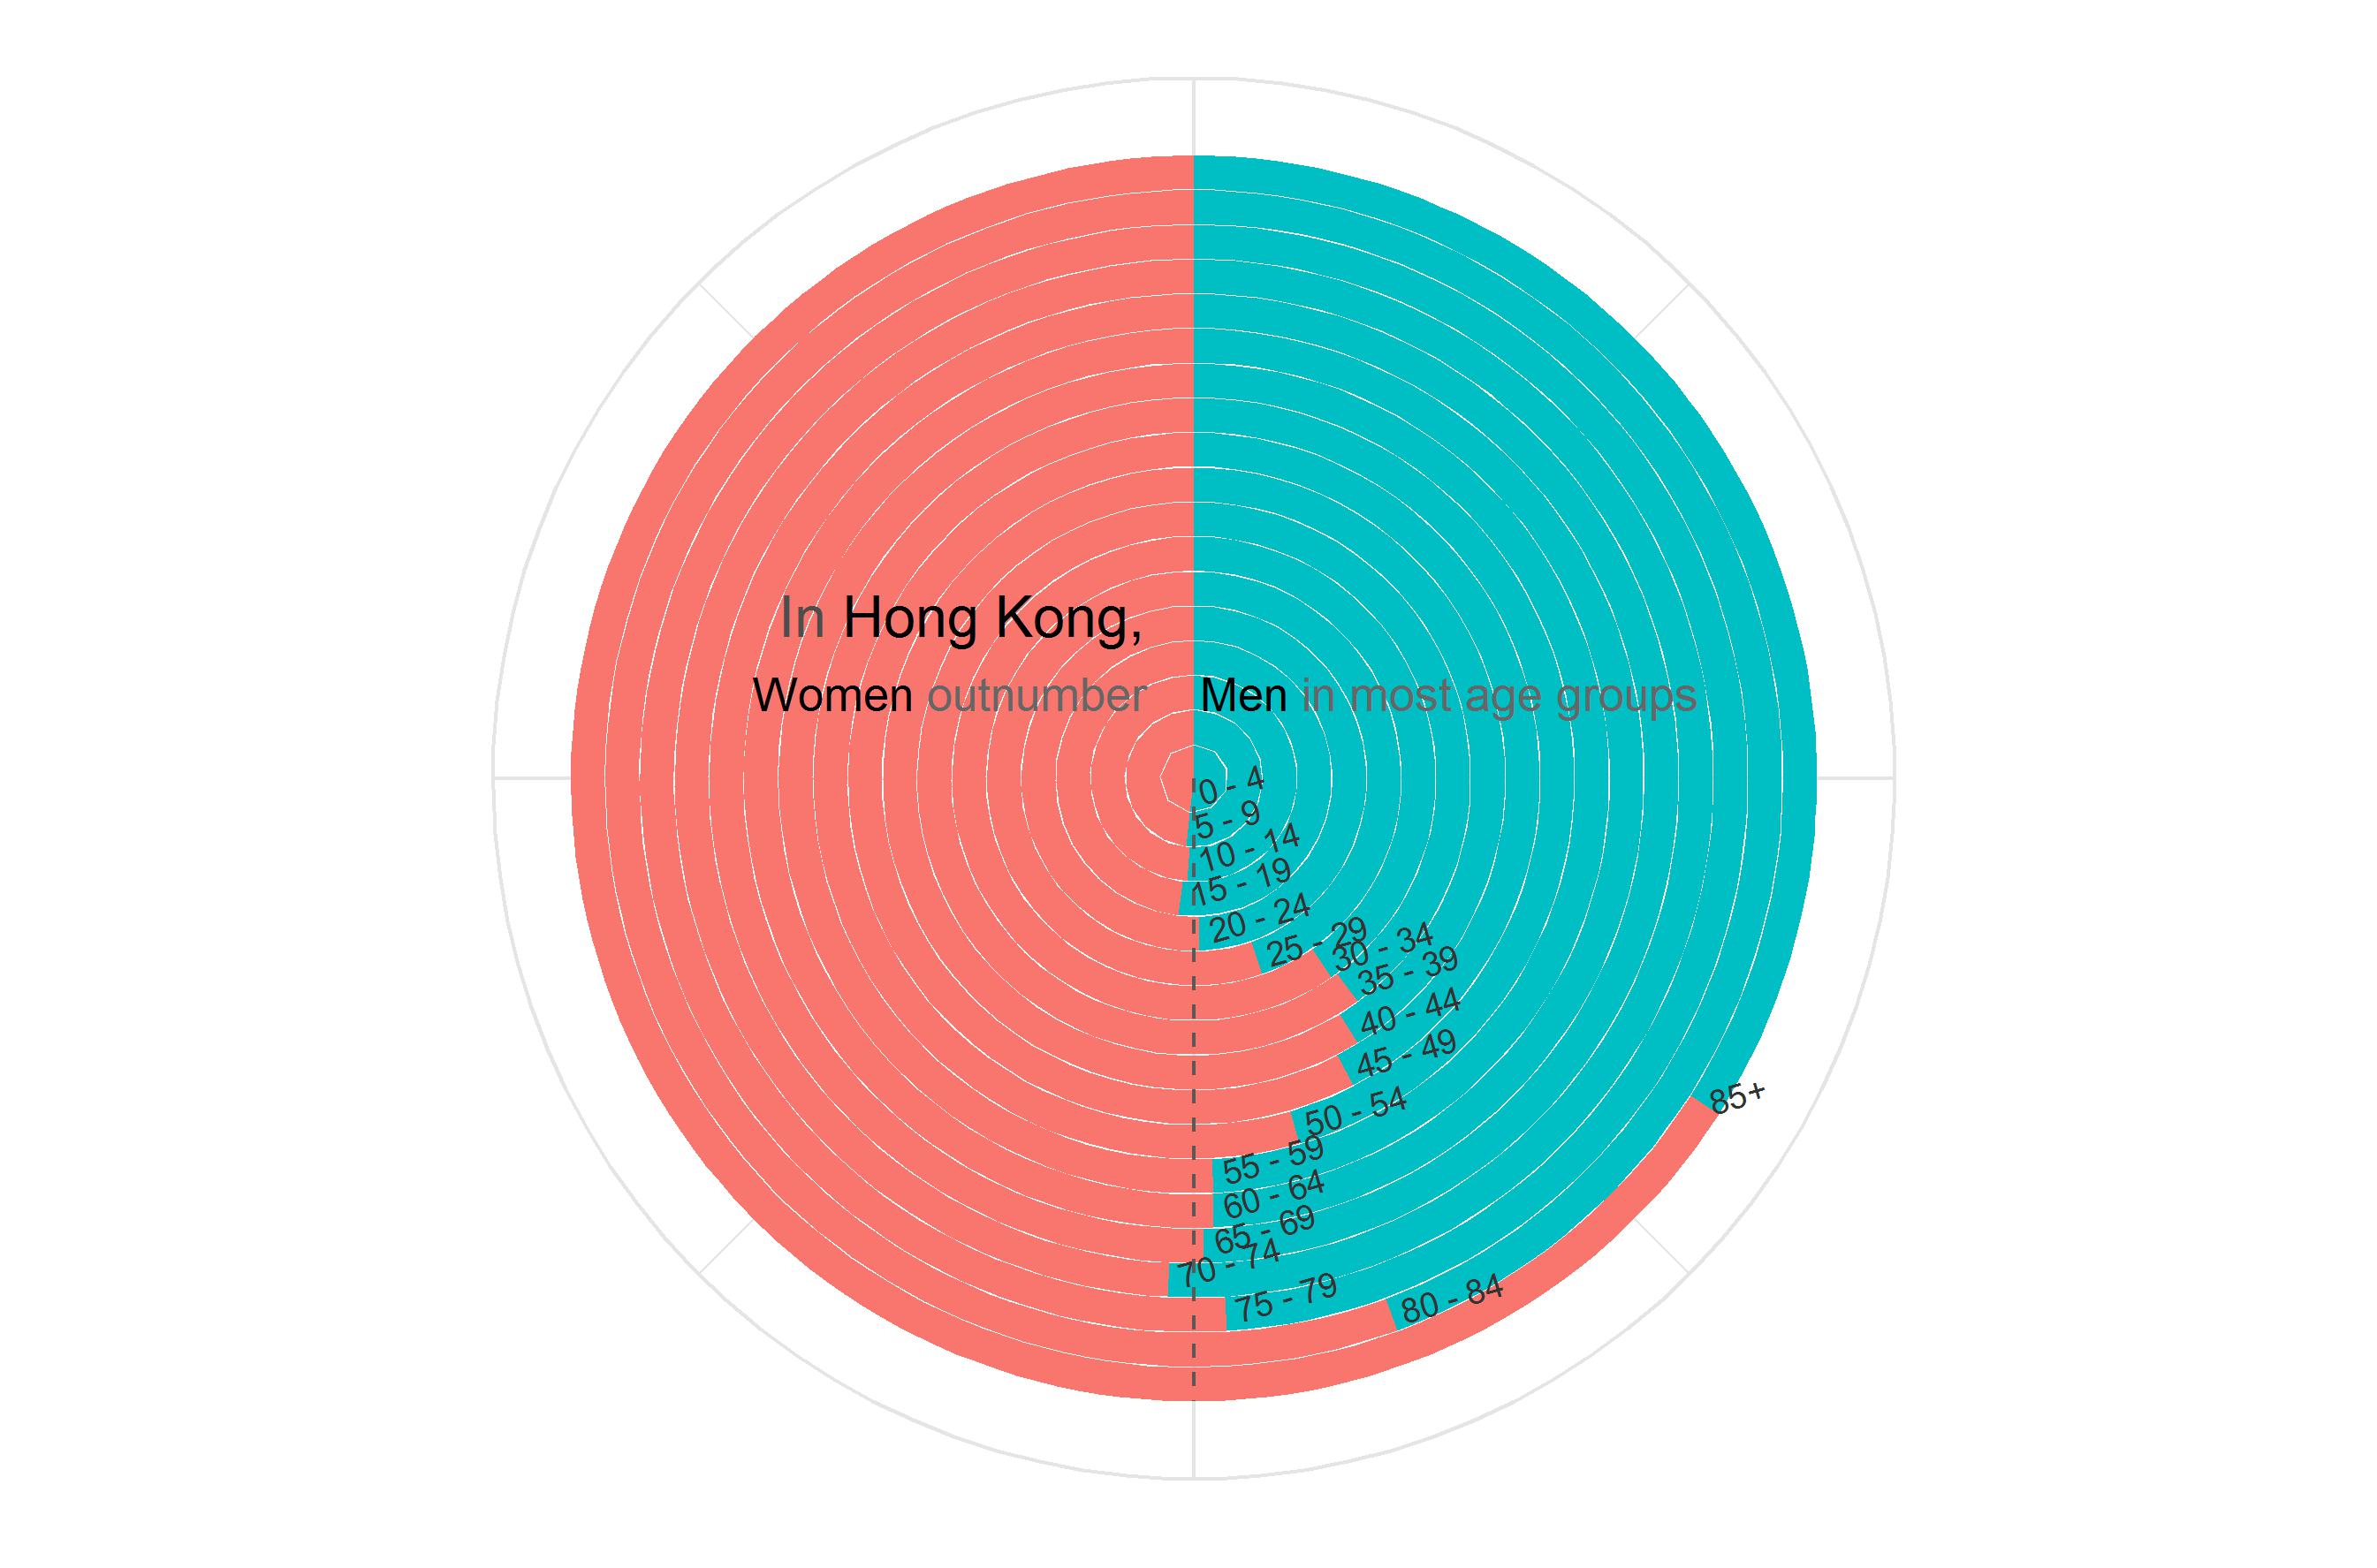 In Hong Kong,
Women outnumber Men in most age groups
0 - 4
5 - 9
10 - 14
15 - 19
20 - 24
25 - 29
30 - 34
35 - 39
40 - 44
45 - 49
50 - 54
55 - 59
60 - 64
65 - 69
70 - 74
75 - 79
80 - 84
85+